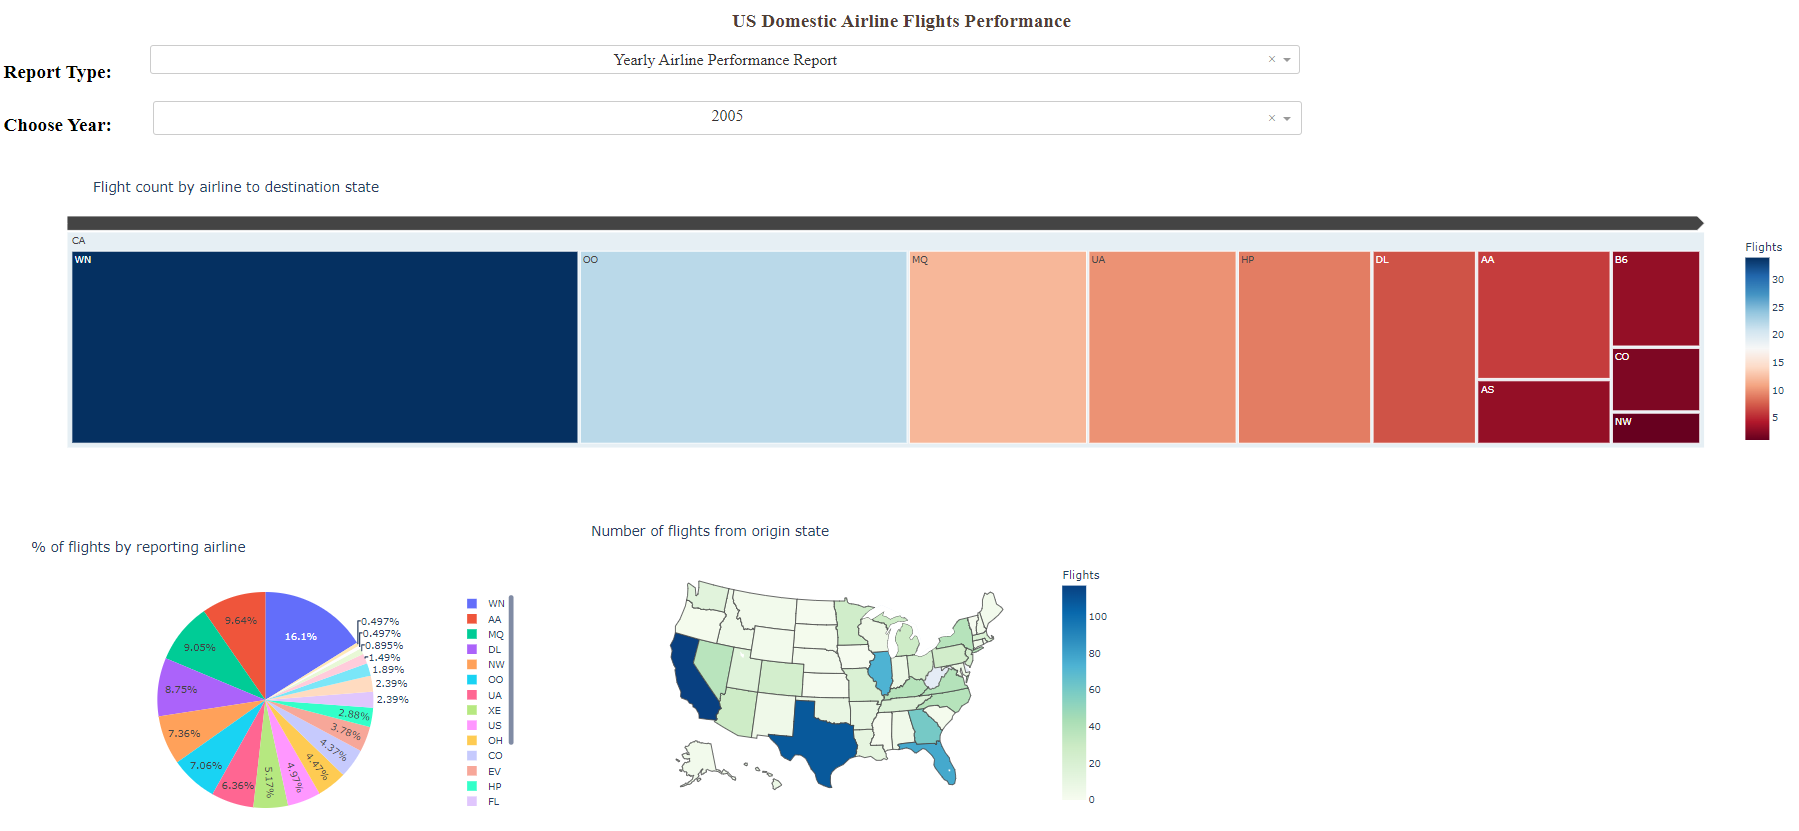 US Domestic Airline Flights Performance
Report Type:
Yearly Airline Performance Report
×
Choose Year:
2005
×
Flight count by airline to destination state
CA
WN
OO
MQ
UA
HP
DL
AA
B6
CO
AS
NW
Flights
30
25
20
15
10
5
% of flights by reporting airline
16.1%
9.64%
9.05%
8.75%
7.36%
7.06%
6.36%
5.17%
4.97%
4.47%
4.37%
3.78%
2.88%
2.39%
2.39%
1.89%
1.49%
0.895%
0.497%
0.497%
WN
AA
MQ
DL
NW
OO
UA
XE
US
OH
CO
EV
HP
FL
Number of flights from origin state
Flights
100
80
60
40
20
0